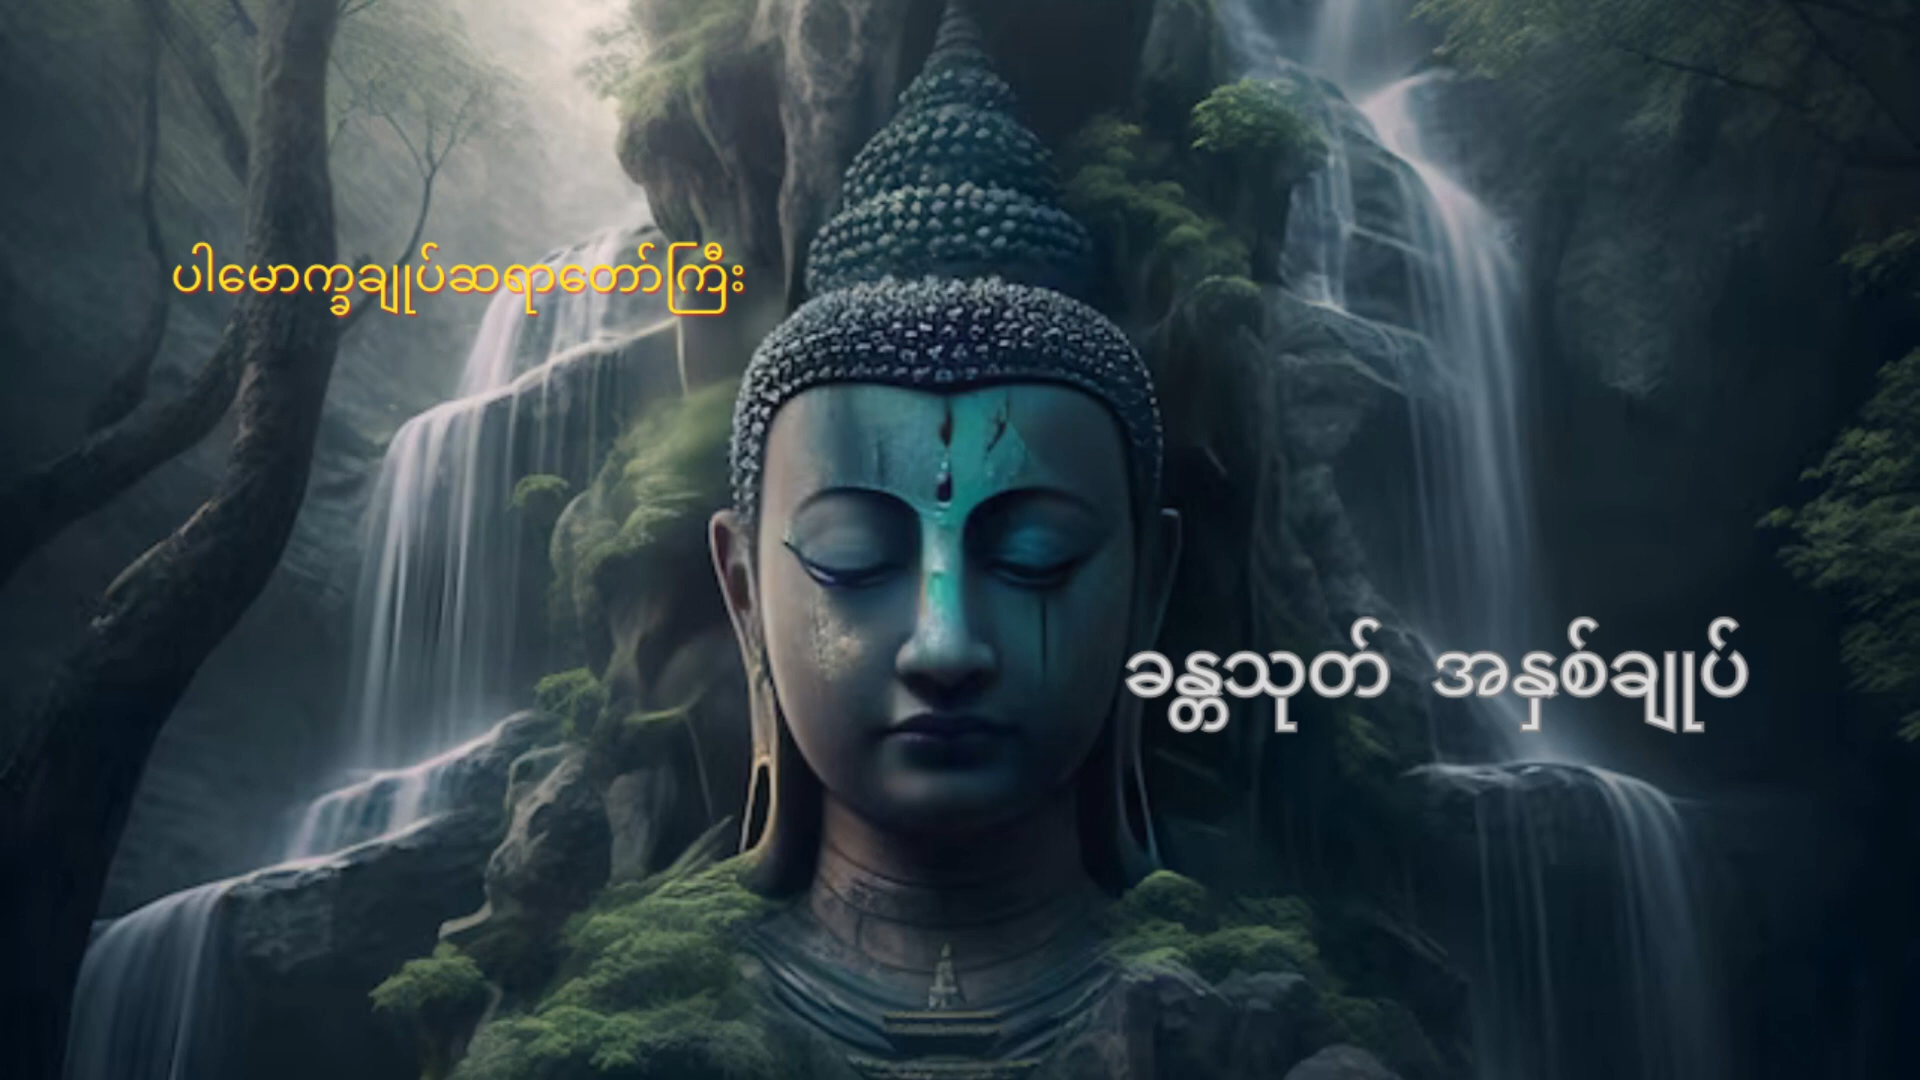 ပါမောက္ခချုပ်ဆရာတော်ကြီး
ခန္တသုတ် အနှစ်ချုပ်